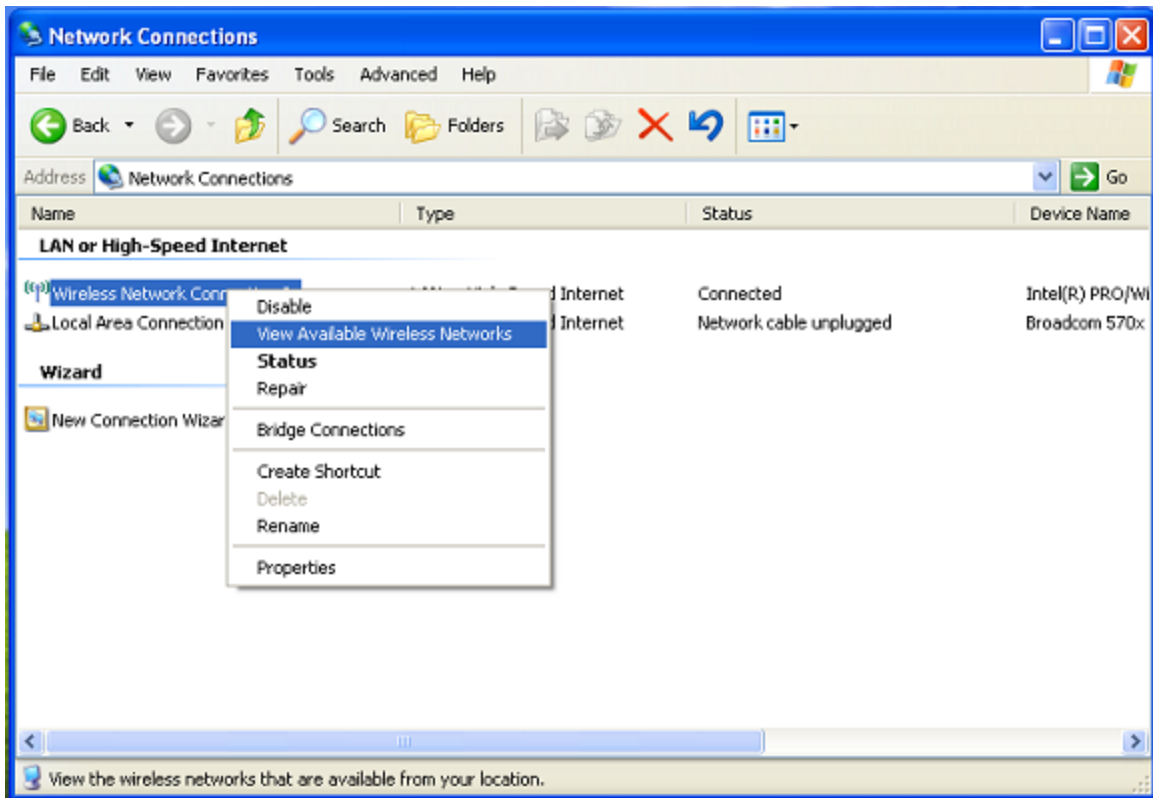 Network Connections
File Edit View Favorites Tools Advanced Help
Back Search Folders
Address Network Connections Go
Name Type Status Device Name
LAN or High-Speed Internet
Wireless Network Connected Intel(R) PRO/Wi
Internet
Local Area Connection Internet Network cable unplugged Broadcom 570x
Wizard
New Connection Wizar
Disable
View Available Wireless Networks
Status
Repair
Bridge Connections
Create Shortcut
Delete
Rename
Properties
View the wireless networks that are available from your location.